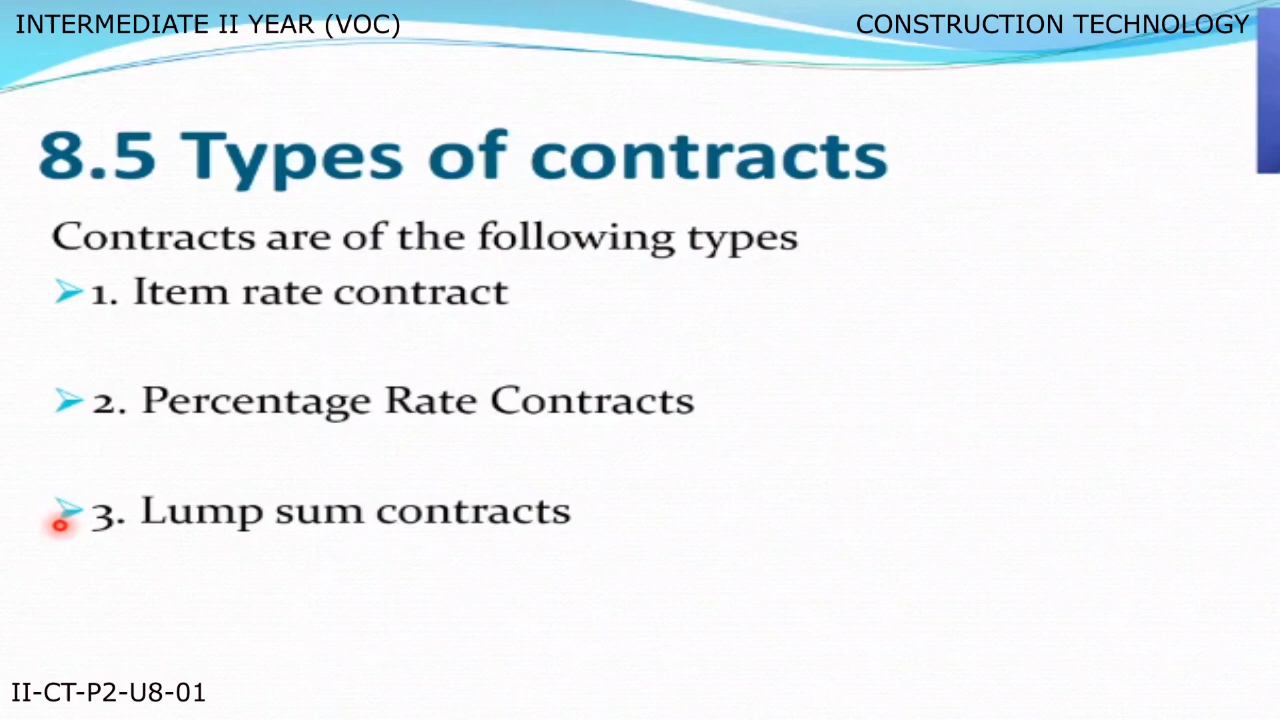 INTERMEDIATE II YEAR (VOC)
CONSTRUCTION TECHNOLOGY
8.5 Types of contracts
Contracts are of the following types
1. Item rate contract
2. Percentage Rate Contracts
3. Lump sum contracts
II-CT-P2-U8-01